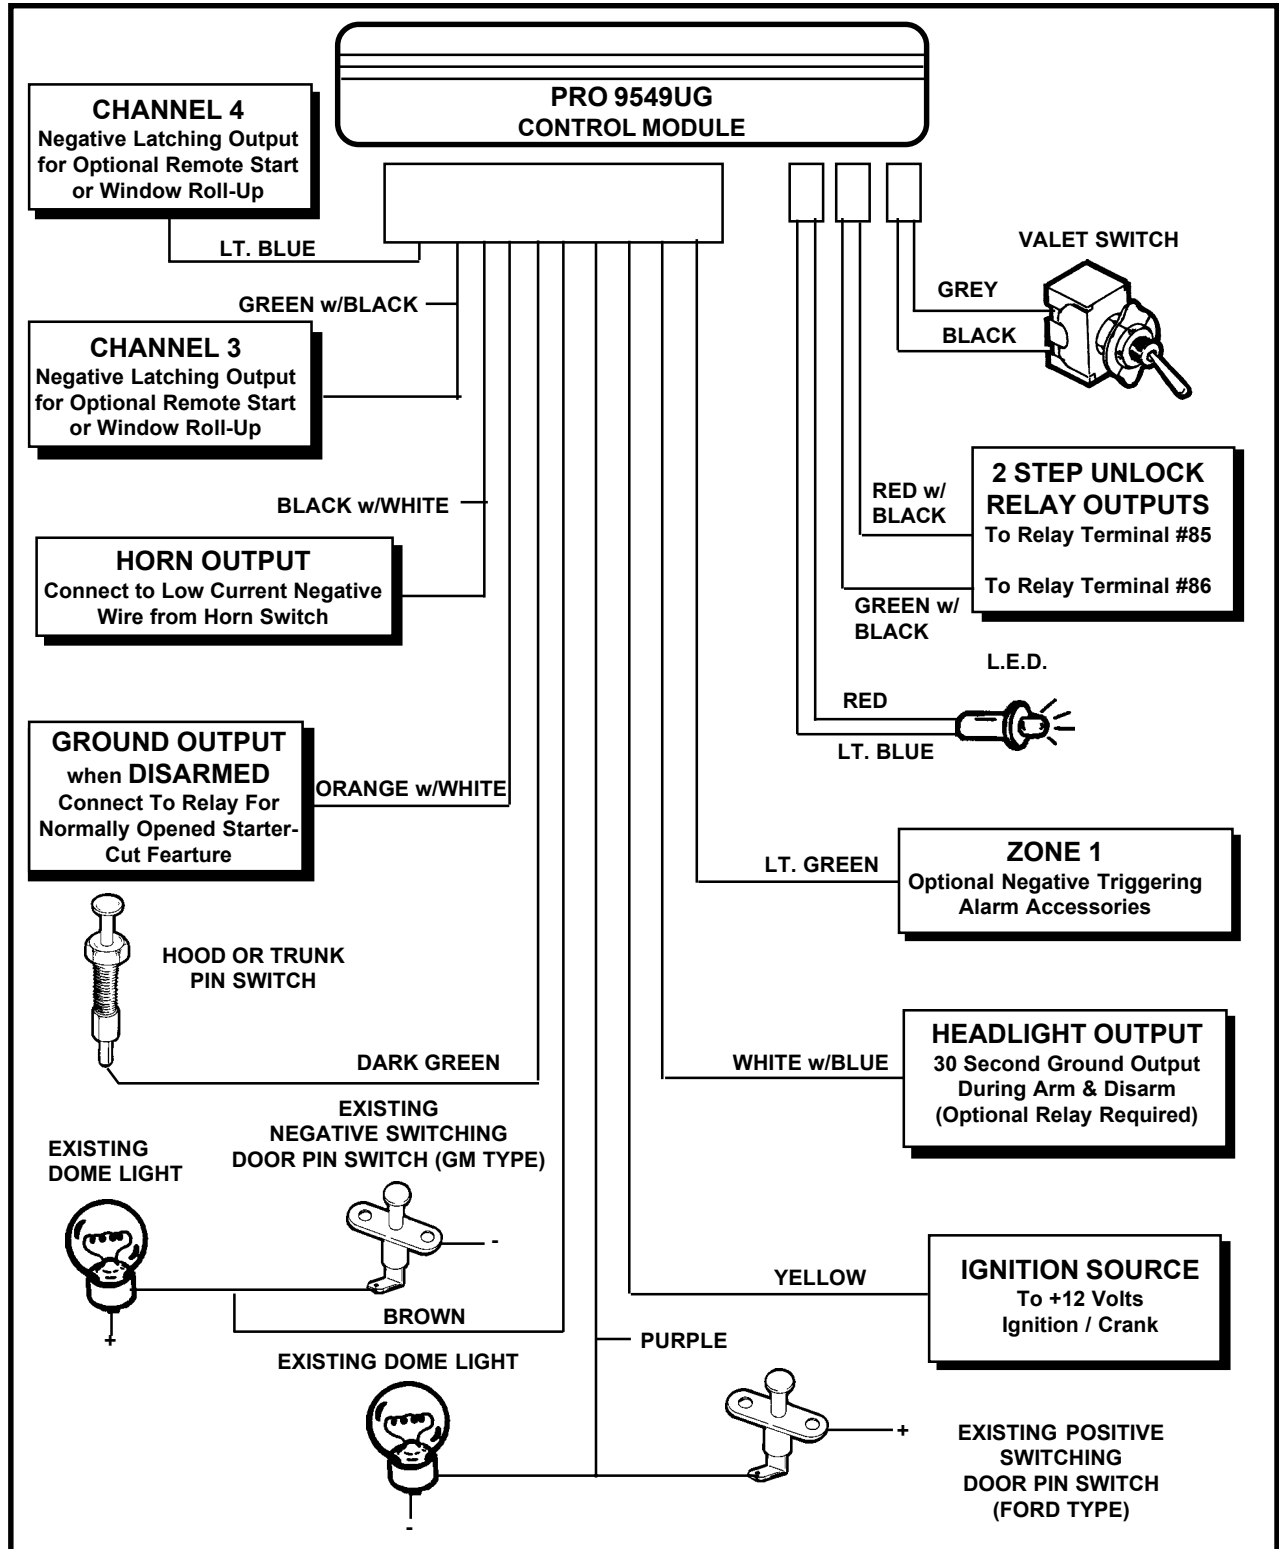 PRO 9549UG
CONTROL MODULE
CHANNEL 4
Negative Latching Output
for Optional Remote Start
or Window Roll-Up
LT. BLUE
GREEN w/BLACK
CHANNEL 3
Negative Latching Output
for Optional Remote Start
or Window Roll-Up
BLACK w/WHITE
HORN OUTPUT
Connect to Low Current Negative
Wire from Horn Switch
GROUND OUTPUT
when DISARMED
Connect To Relay For
Normally Opened Starter-
Cut Fearture
ORANGE w/WHITE
HOOD OR TRUNK
PIN SWITCH
DARK GREEN
EXISTING
NEGATIVE SWITCHING
DOOR PIN SWITCH (GM TYPE)
EXISTING
DOME LIGHT
-
+
BROWN
EXISTING DOME LIGHT
-
VALET SWITCH
GREY
BLACK
2 STEP UNLOCK
RELAY OUTPUTS
To Relay Terminal #85
To Relay Terminal #86
RED w/
BLACK
GREEN w/
BLACK
L.E.D.
RED
LT. BLUE
LT. GREEN
ZONE 1
Optional Negative Triggering
Alarm Accessories
WHITE w/BLUE
HEADLIGHT OUTPUT
30 Second Ground Output
During Arm & Disarm
(Optional Relay Required)
YELLOW
IGNITION SOURCE
To +12 Volts
Ignition / Crank
PURPLE
+
EXISTING POSITIVE
SWITCHING
DOOR PIN SWITCH
(FORD TYPE)